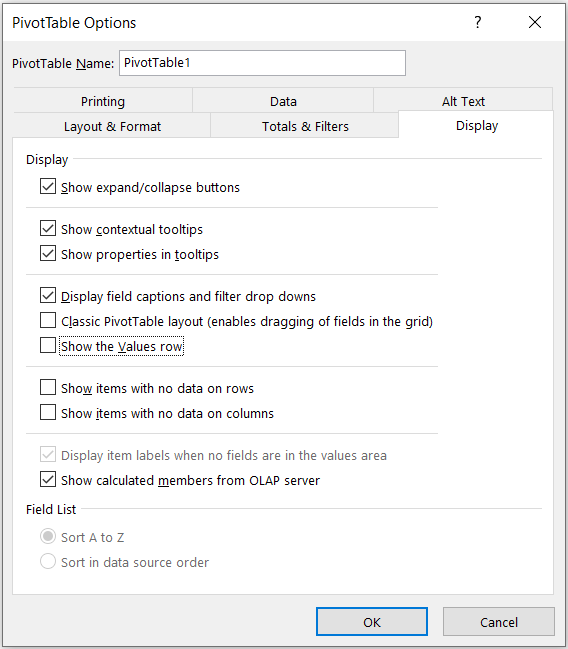 PivotTable Options
PivotTable Name: PivotTable1
Printing Data Alt Text
Layout & Format Totals & Filters Display
Display
Show expand/collapse buttons
Show contextual tooltips
Show properties in tooltips
Display field captions and filter drop downs
Classic PivotTable layout (enables dragging of fields in the grid)
Show the Values row
Show items with no data on rows
Show items with no data on columns
Display item labels when no fields are in the values area
Show calculated members from OLAP server
Field List
Sort A to Z
Sort in data source order
OK Cancel